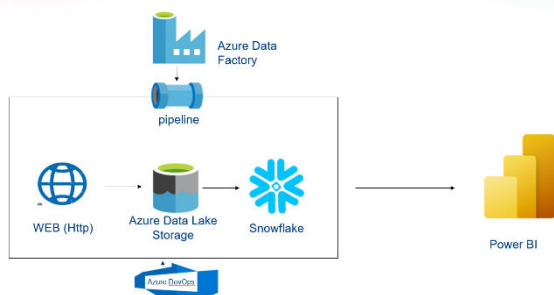 Azure Data
Factory
pipeline
WEB (Http)
Azure Data Lake
Storage
Snowflake
Power BI
Azure DevOps